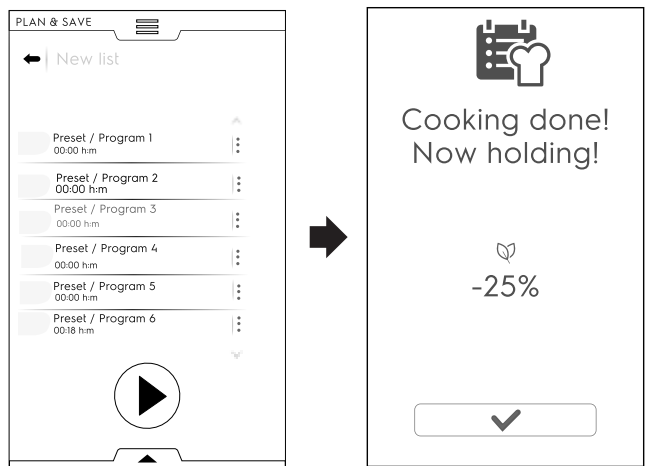 PLAN & SAVE
New list
Preset / Program 1
00:00 h:m
Preset / Program 2
00:00 h:m
Preset / Program 3
00:00 h:m
Preset / Program 4
00:00 h:m
Preset / Program 5
00:00 h:m
Preset / Program 6
00:18 h:m
Cooking done!
Now holding!
-25%